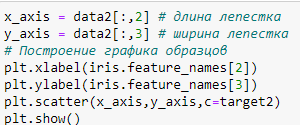 x_axis = data2[:,2] # длина лепестка
y_axis = data2[:,3] # ширина лепестка
# Построение графика образцов
plt.xlabel(iris.feature_names[2])
plt.ylabel(iris.feature_names[3])
plt.scatter(x_axis,y_axis,c=target2)
plt.show()